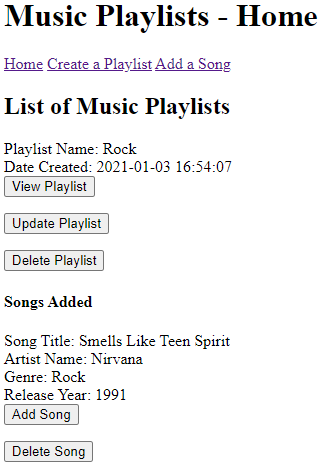 Music Playlists - Home
Home Create a Playlist Add a Song
List of Music Playlists
Playlist Name: Rock
Date Created: 2021-01-03 16:54:07
View Playlist
Update Playlist
Delete Playlist
Songs Added
Song Title: Smells Like Teen Spirit
Artist Name: Nirvana
Genre: Rock
Release Year: 1991
Add Song
Delete Song